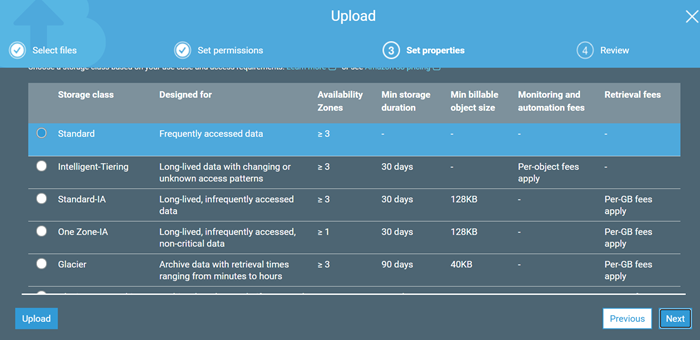 Upload
Select files
Set permissions
3 Set properties
4 Review
Choose a storage class based on your use case and access requirements. Learn more or see Amazon S3 pricing
Storage class Designed for Availability Zones Min storage duration Min billable object size Monitoring and automation fees Retrieval fees
Standard Frequently accessed data ≥ 3 - - - -
Intelligent-Tiering Long-lived data with changing or unknown access patterns ≥ 3 30 days - Per-object fees apply -
Standard-IA Long-lived, infrequently accessed data ≥ 3 30 days 128KB - Per-GB fees apply
One Zone-IA Long-lived, infrequently accessed, non-critical data ≥ 1 30 days 128KB - Per-GB fees apply
Glacier Archive data with retrieval times ranging from minutes to hours ≥ 3 90 days 40KB - Per-GB fees apply
Upload
Previous
Next